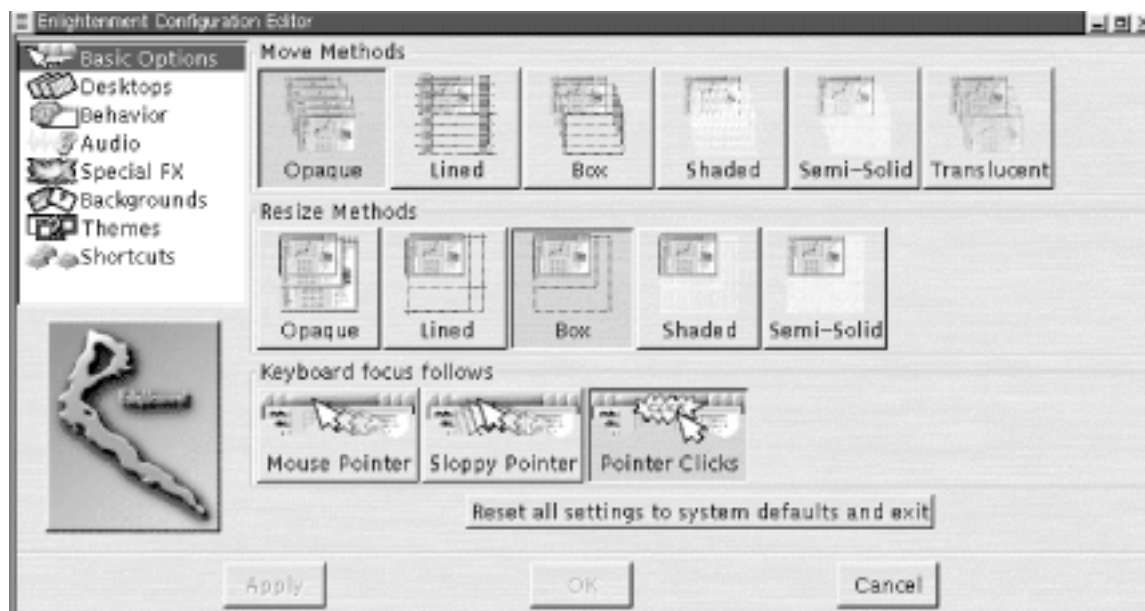 Enlightenment Configuration Editor
Basic Options
Desktops
Behavior
Audio
Special FX
Backgrounds
Themes
Shortcuts
Move Methods
Opaque Lined Box Shaded Semi-Solid Translucent
Resize Methods
Opaque Lined Box Shaded Semi-Solid
Keyboard focus follows
Mouse Pointer Sloppy Pointer Pointer Clicks
Reset all settings to system defaults and exit
Apply OK Cancel